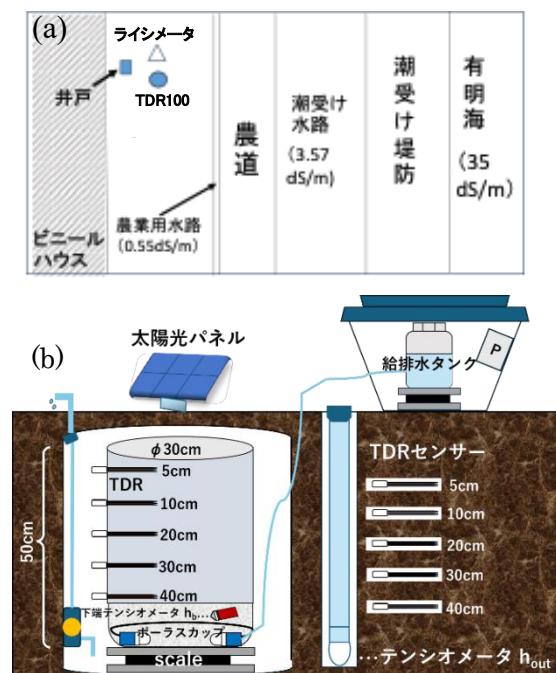 (a)
ライシメータ
井戸
TDR100
農業用水路
(0.55dS/m)
ビニール
ハウス
農道
潮受け
水路
(3.57
dS/m)
潮受け堤防
有明海
(35
dS/m)
(b)
太陽光パネル
給排水タンク
P
φ30cm
TDR
5cm
10cm
20cm
30cm
40cm
50cm
下端テンシオメータ hb...
ポーラスカップ
scale
TDRセンサー
5cm
10cm
20cm
30cm
40cm
…テンシオメータ hout